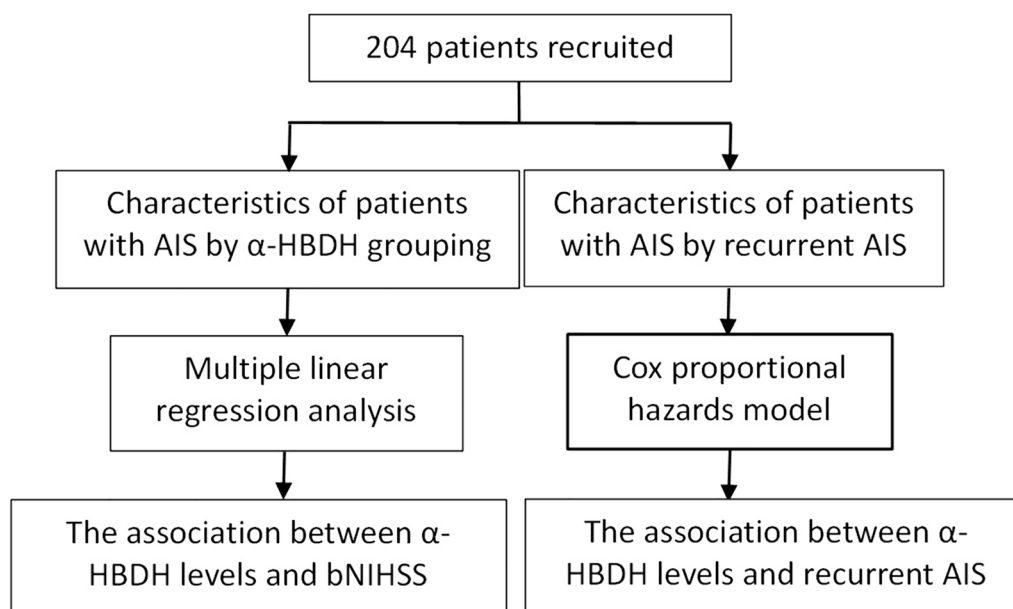 204 patients recruited
Characteristics of patients
with AIS by α-HBDH grouping
Characteristics of patients
with AIS by recurrent AIS
Multiple linear
regression analysis
Cox proportional
hazards model
The association between α-
HBDH levels and bNIHSS
The association between α-
HBDH levels and recurrent AIS